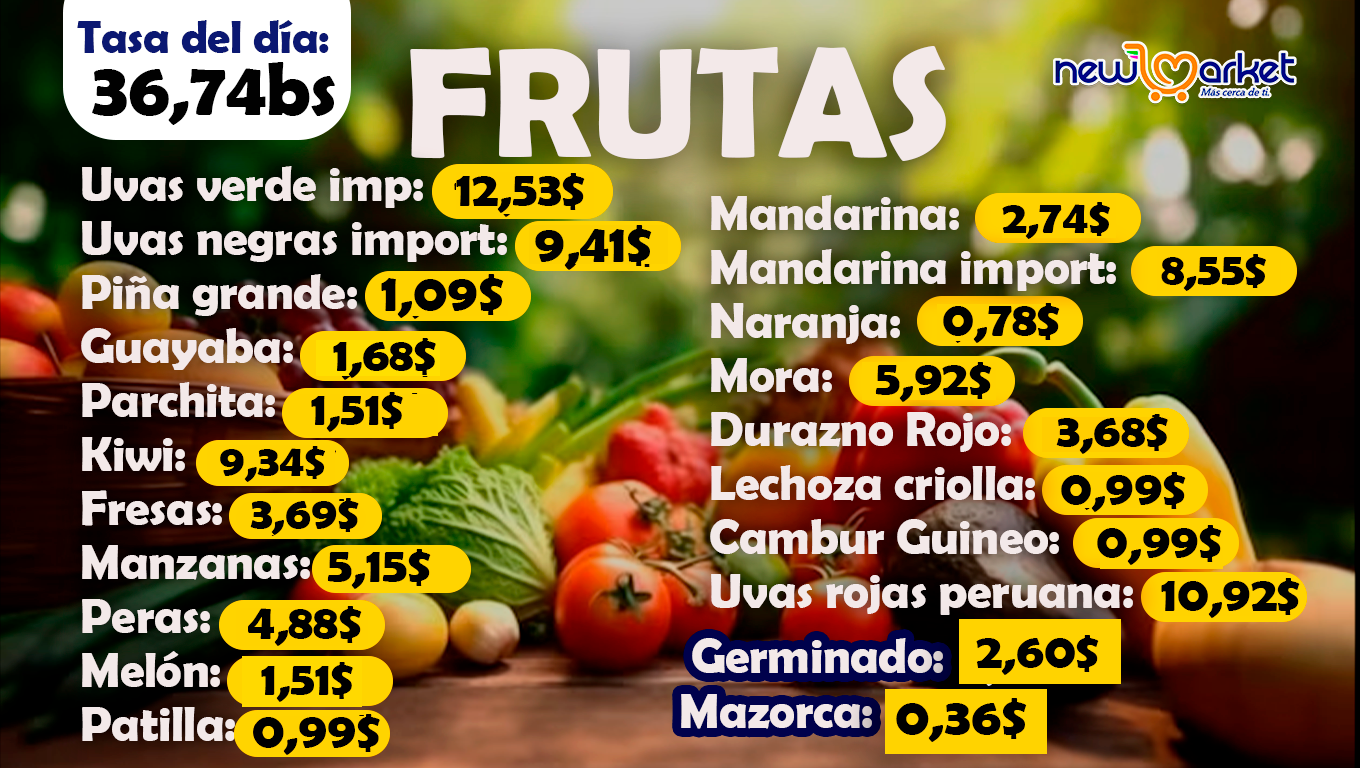 Tasa del día:
36,74bs
FRUTAS
new market
Más cerca de ti.
Uvas verde imp: 12,53$
Uvas negras import: 9,41$
Piña grande: 1,09$
Guayaba: 1,68$
Parchita: 1,51$
Kiwi: 9,34$
Fresas: 3,69$
Manzanas: 5,15$
Peras: 4,88$
Melón: 1,51$
Patilla: 0,99$
Mandarina: 2,74$
Mandarina import: 8,55$
Naranja: 0,78$
Mora: 5,92$
Durazno Rojo: 3,68$
Lechoza criolla: 0,99$
Cambur Guineo: 0,99$
Uvas rojas peruana: 10,92$
Germinado: 2,60$
Mazorca: 0,36$